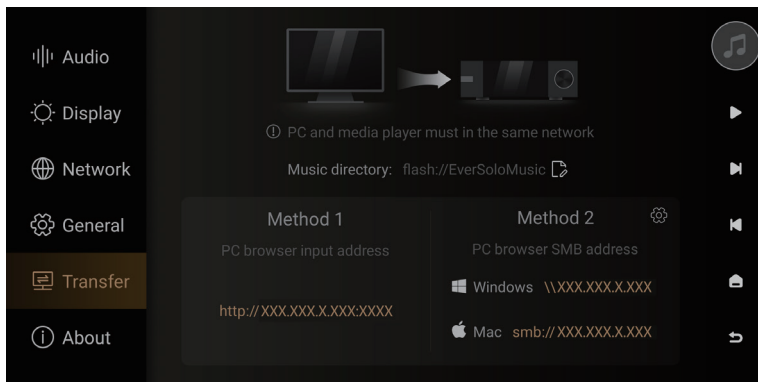 Audio
Display
Network
General
Transfer
About
PC and media player must in the same network
Music directory: flash://EverSoloMusic
Method 1
PC browser input address
http://XXX.XXX.X.XXX:XXXX
Method 2
PC browser SMB address
Windows \\XXX.XXX.X.XXX
Mac smb://XXX.XXX.X.XXX